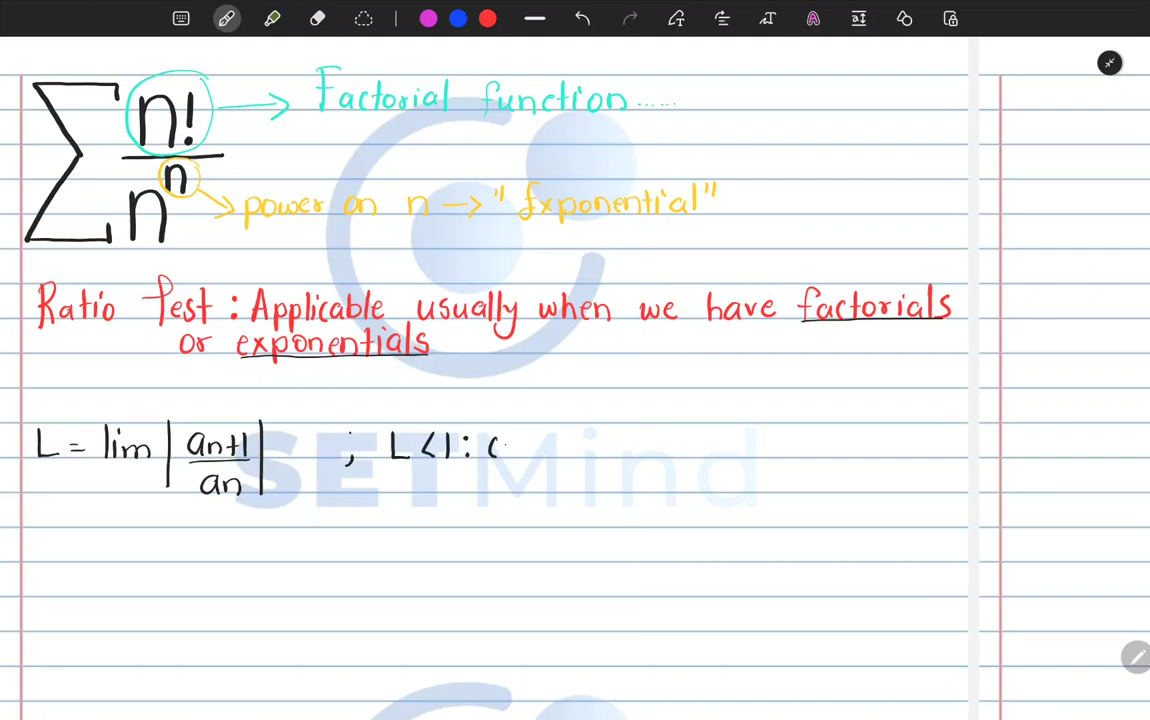 ∑ n!/n^n
→ Factorial function......
→ power on n → "Exponential"
Ratio Test : Applicable usually when we have factorials
or exponentials
L = lim |an+1/an| ; L < 1 : c
SETMind